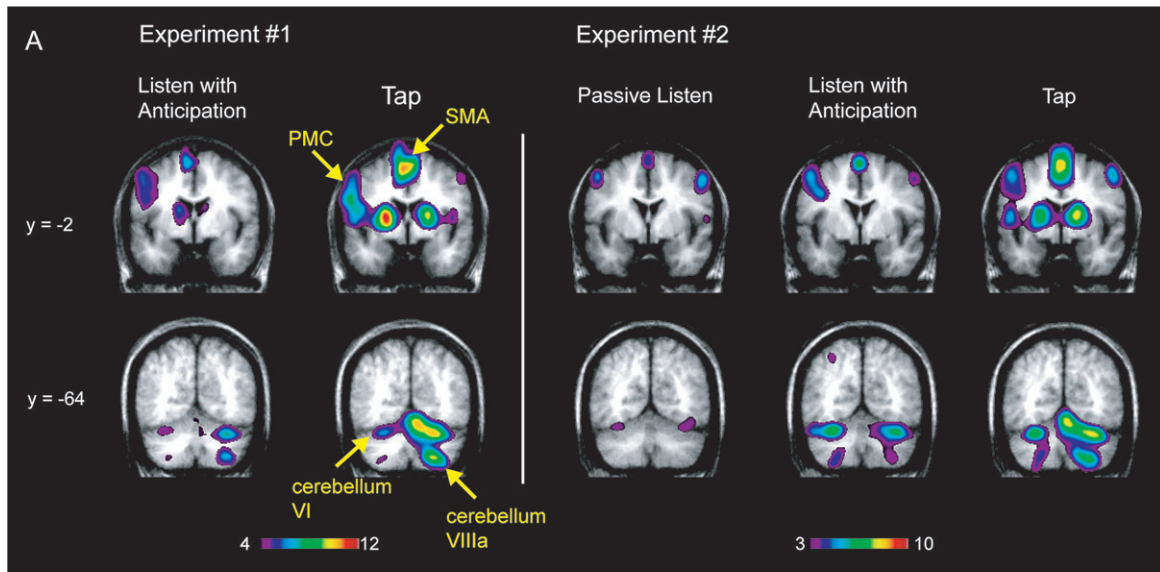 A
Experiment #1
Experiment #2
Listen with
Anticipation
Tap
Passive Listen
Listen with
Anticipation
Tap
PMC
SMA
y = -2
y = -64
cerebellum
VI
cerebellum
VIIIa
4
12
3
10